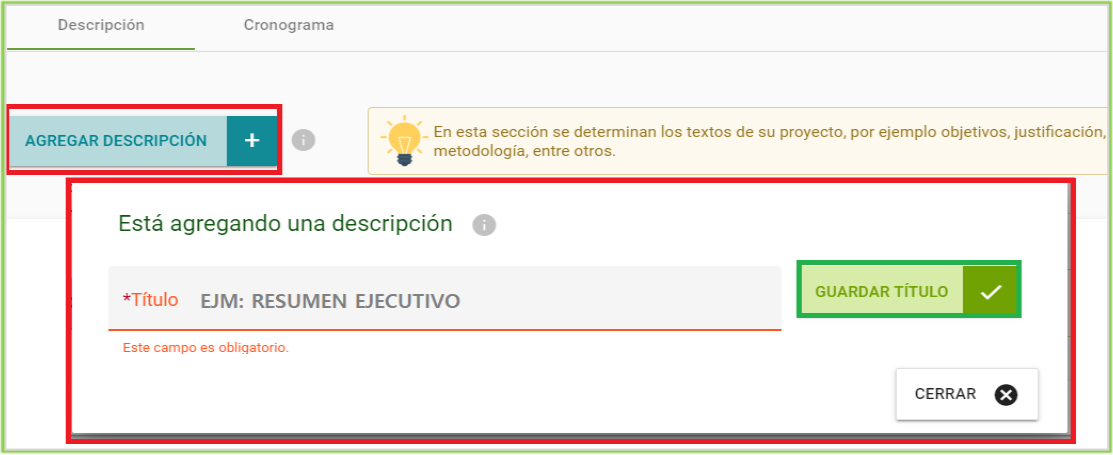 Descripción Cronograma
AGREGAR DESCRIPCIÓN + i
En esta sección se determinan los textos de su proyecto, por ejemplo objetivos, justificación,
metodología, entre otros.
Está agregando una descripción i
*Título EJM: RESUMEN EJECUTIVO
GUARDAR TÍTULO
Este campo es obligatorio.
CERRAR